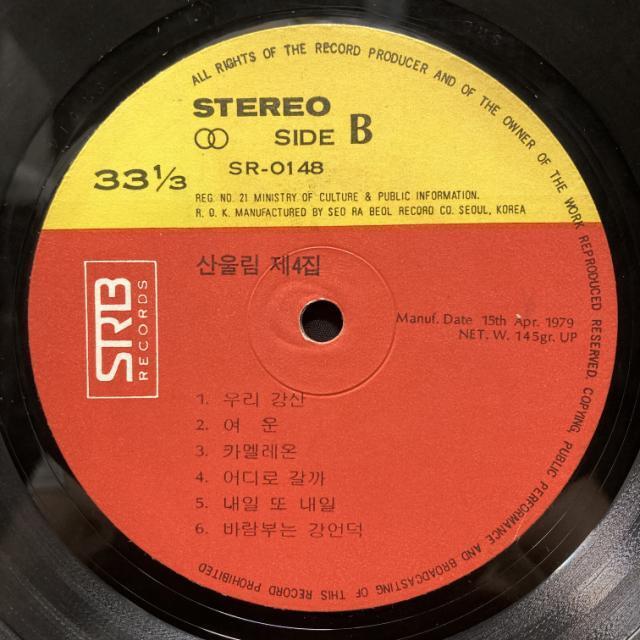 ALL RIGHTS OF THE RECORD PRODUCER AND OF THE OWNER OF THE WORK REPRODUCED RESERVED. COPYING, PUBLIC PERFORMANCE AND BROADCASTING OF THIS RECORD PROHIBITED
STEREO
SIDE B
33 1/3
SR-0148
REG. NO. 21 MINISTRY OF CULTURE & PUBLIC INFORMATION.
R. O. K. MANUFACTURED BY SEO RA BEOL RECORD CO. SEOUL, KOREA
산울림 제4집
SRB
RECORDS
Manuf. Date 15th Apr. 1979
NET. W. 145gr. UP
1. 우리 강산
2. 여 운
3. 카멜레온
4. 어디로 갈까
5. 내일 또 내일
6. 바람부는 강언덕